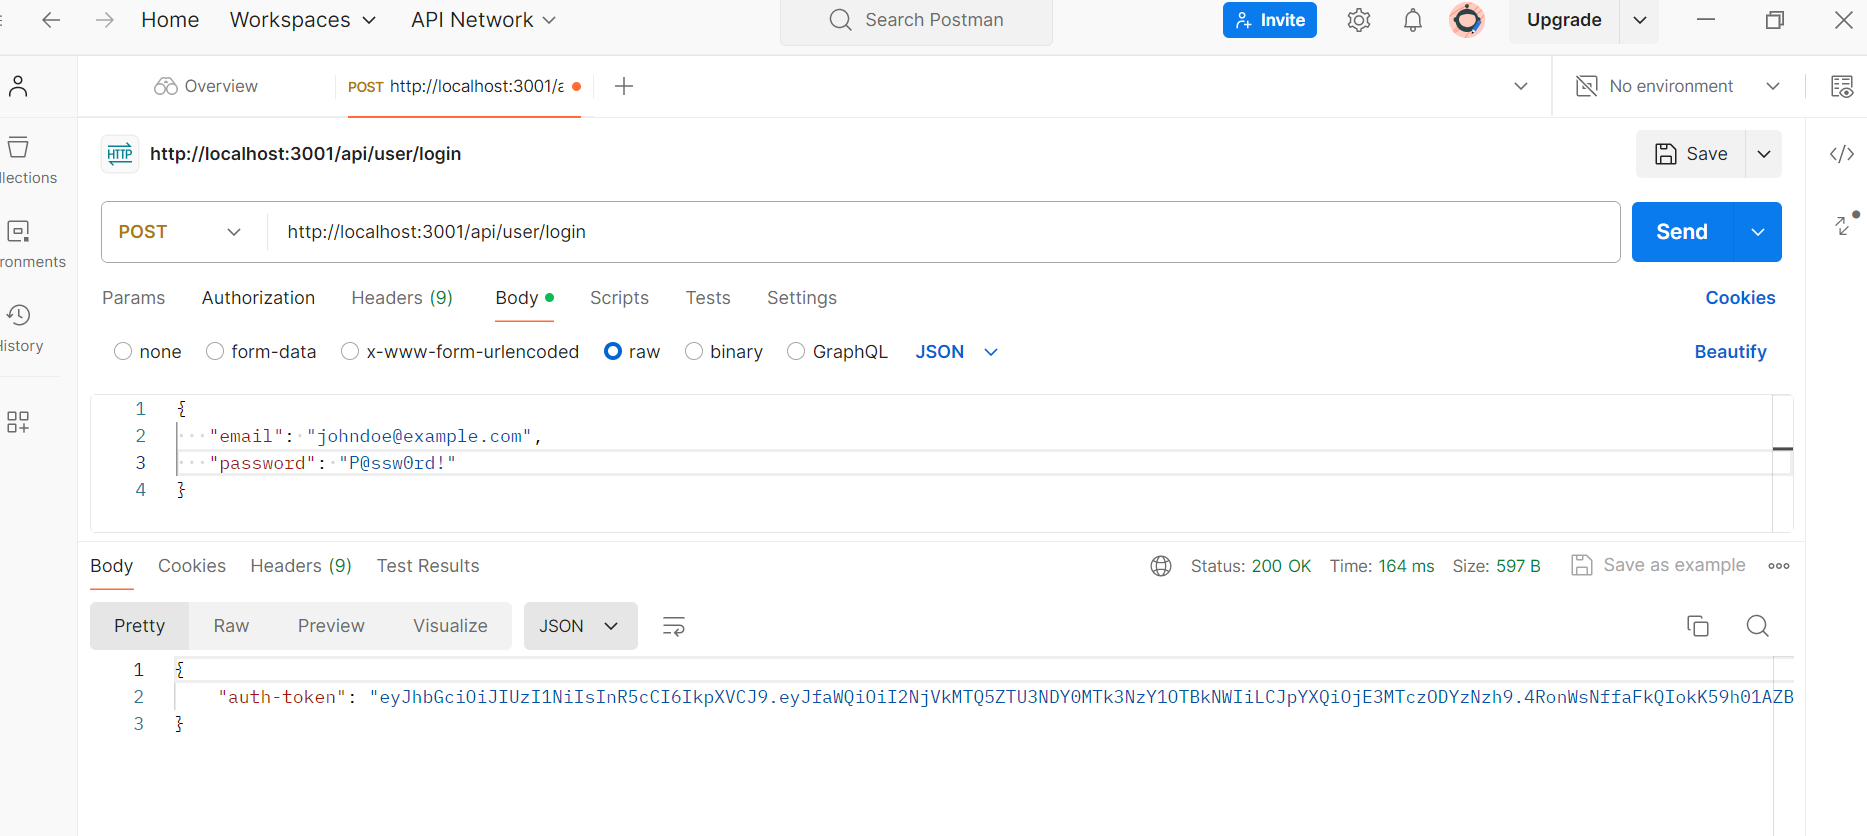 Home Workspaces API Network Search Postman Invite Upgrade
Overview POST http://localhost:3001/a No environment
HTTP http://localhost:3001/api/user/login Save
llections
POST http://localhost:3001/api/user/login Send
ronments
Params Authorization Headers (9) Body Scripts Tests Settings Cookies
History
none form-data x-www-form-urlencoded raw binary GraphQL JSON Beautify
1 {
2 "email": "johndoe@example.com",
3 "password": "P@ssw0rd!"
4 }
Body Cookies Headers (9) Test Results Status: 200 OK Time: 164 ms Size: 597 B Save as example
Pretty Raw Preview Visualize JSON
1 {
2 "auth-token": "eyJhbGciOiJIUzI1NiIsInR5cCI6IkpXVCJ9.eyJfaWQiOiI2NjVkMTQ5ZTU3NDY0MTk3NzY1OTBkNWIiLCJpYXQiOjE3MTczODYzNzh9.4RonWsNffaFkQIokK59h01AZB
3 }